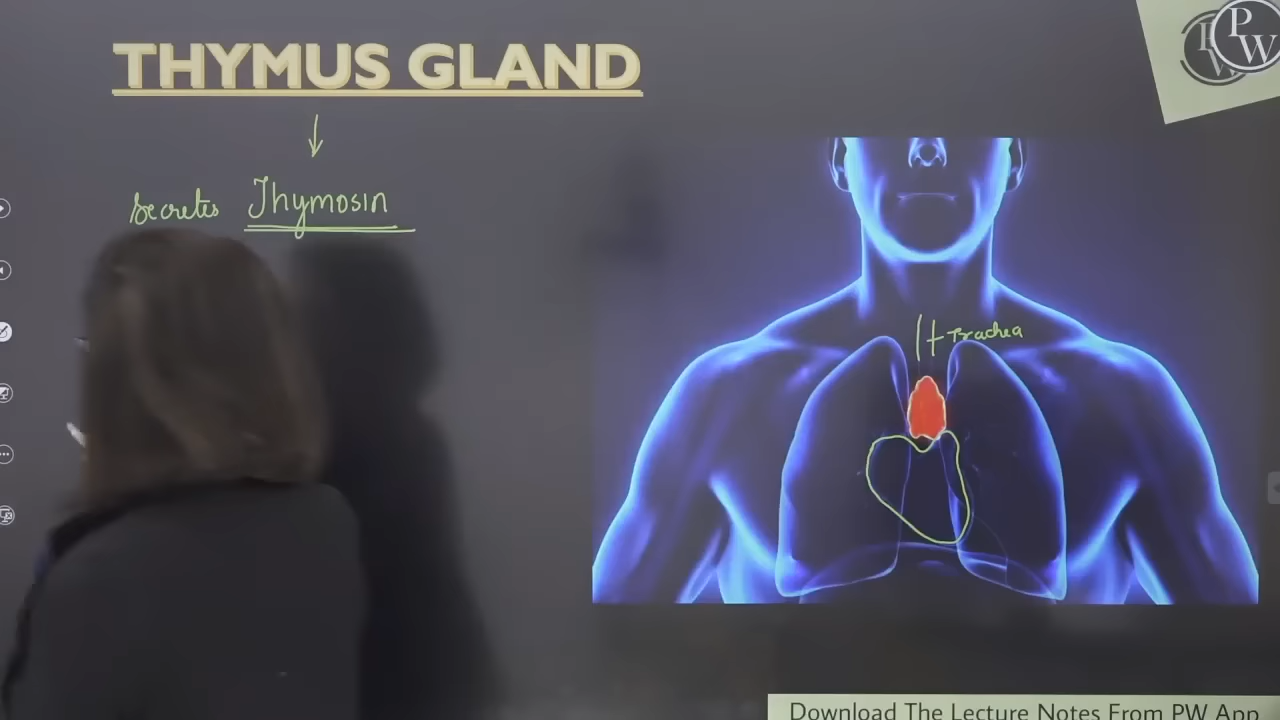 THYMUS GLAND
PW
secretes Thymosin
Trachea
Download The Lecture Notes From PW App